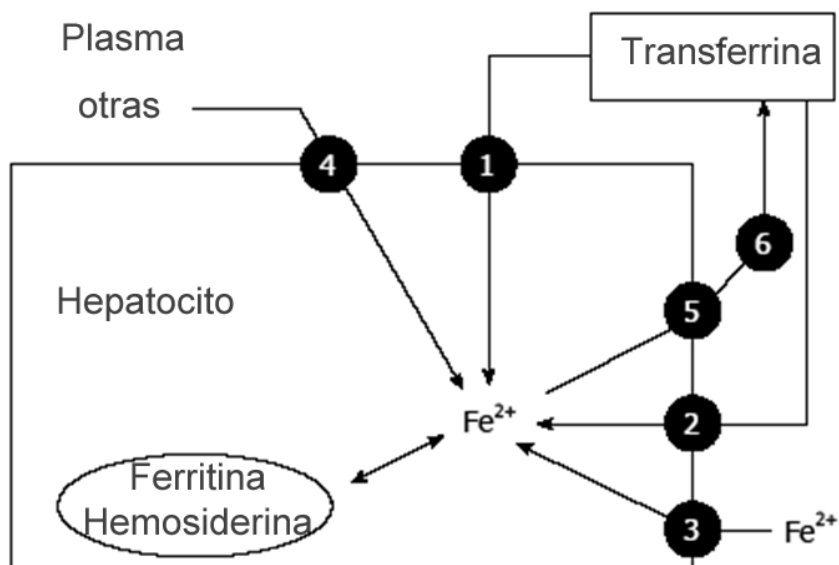 Plasma
Transferrina
otras
4
1
6
Hepatocito
5
Fe²⁺
2
Ferritina
Hemosiderina
3
Fe²⁺